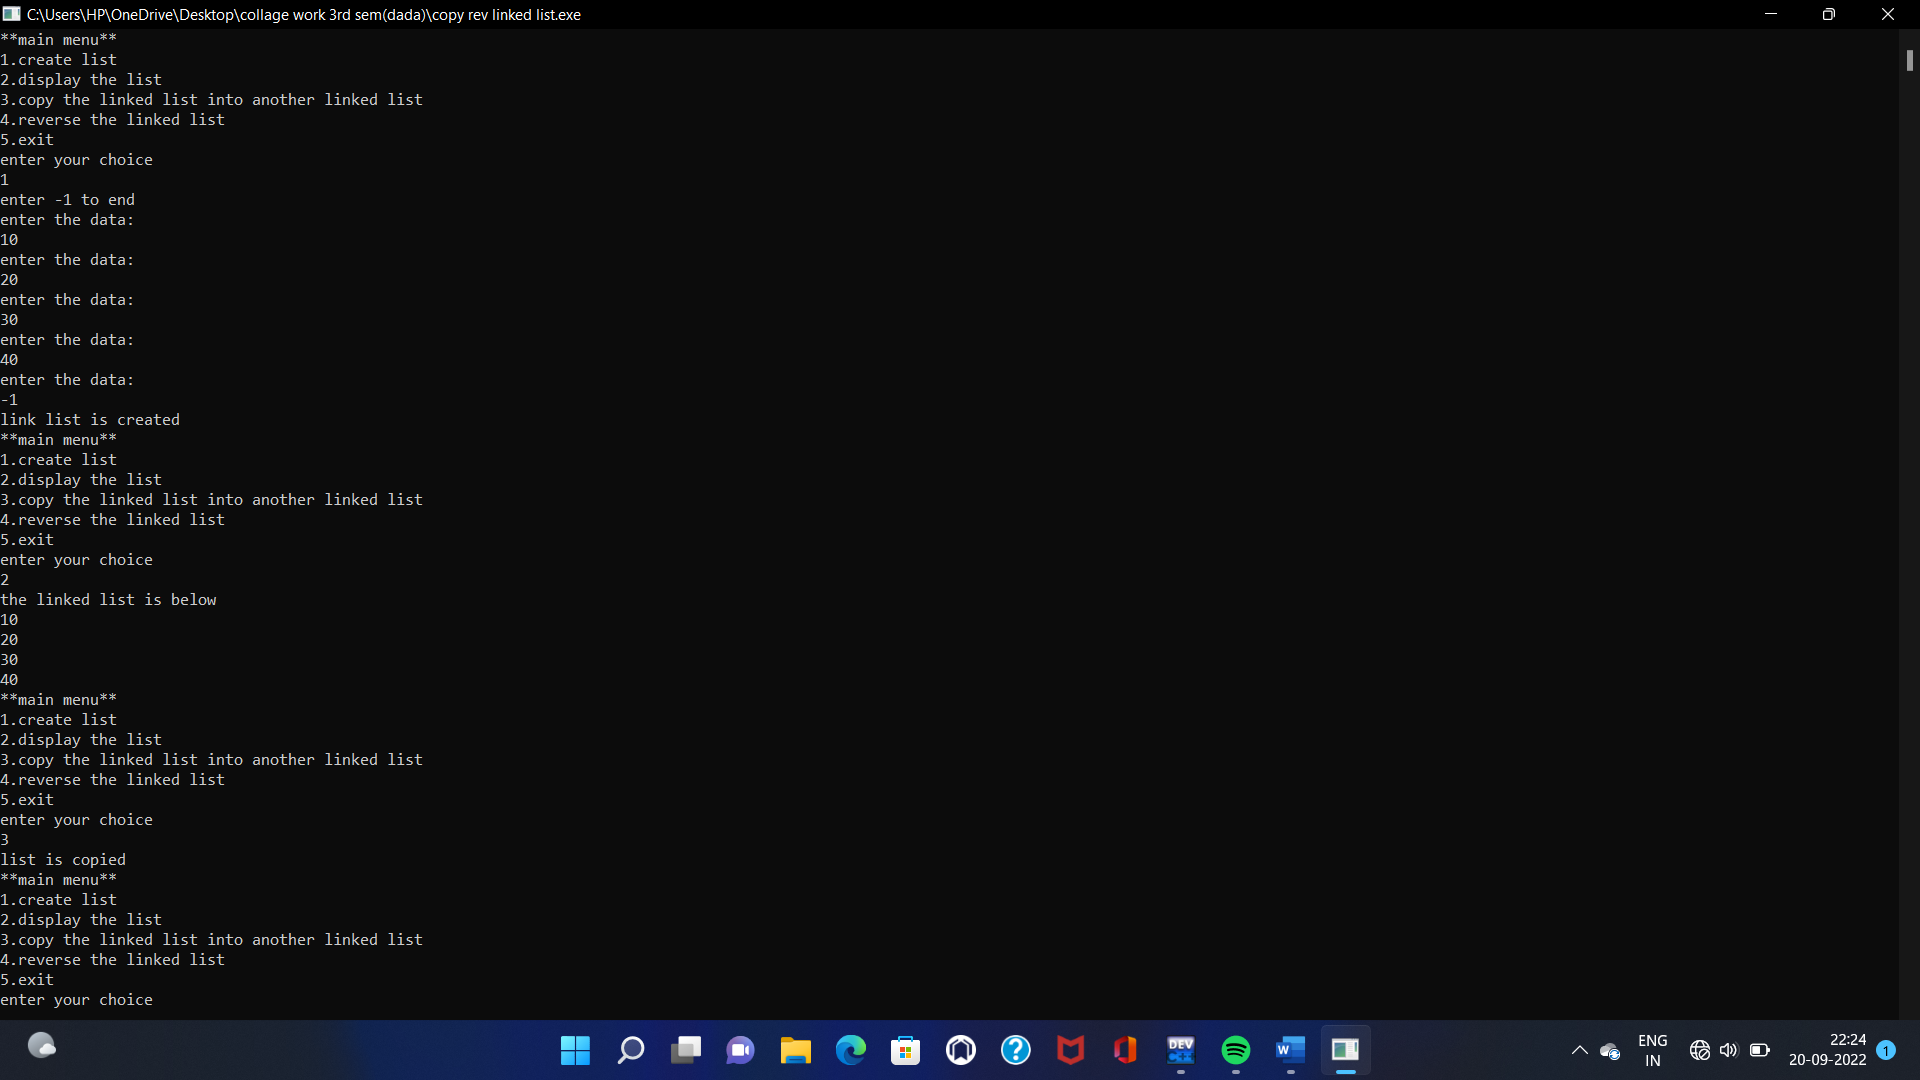 C:\Users\HP\OneDrive\Desktop\collage work 3rd sem(dada)\copy rev linked list.exe
**main menu**
1.create list
2.display the list
3.copy the linked list into another linked list
4.reverse the linked list
5.exit
enter your choice
1
enter -1 to end
enter the data:
10
enter the data:
20
enter the data:
30
enter the data:
40
enter the data:
-1
link list is created
**main menu**
1.create list
2.display the list
3.copy the linked list into another linked list
4.reverse the linked list
5.exit
enter your choice
2
the linked list is below
10
20
30
40
**main menu**
1.create list
2.display the list
3.copy the linked list into another linked list
4.reverse the linked list
5.exit
enter your choice
3
list is copied
**main menu**
1.create list
2.display the list
3.copy the linked list into another linked list
4.reverse the linked list
5.exit
enter your choice
DEV
C++
W
ENG
IN
22:24
20-09-2022
1